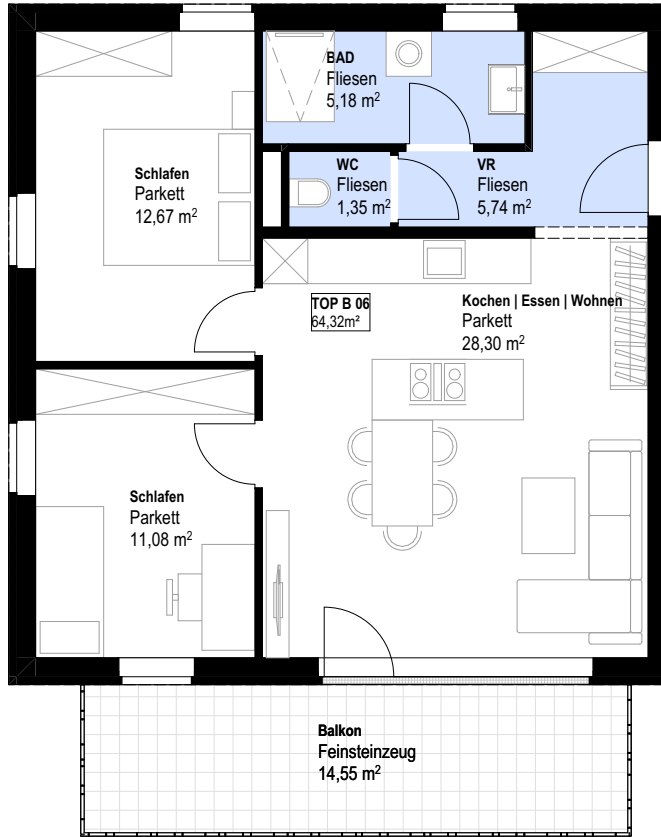 BAD
Fliesen
5,18 m²
WC
Fliesen
1,35 m²
VR
Fliesen
5,74 m²
Schlafen
Parkett
12,67 m²
TOP B 06
64,32m²
Kochen | Essen | Wohnen
Parkett
28,30 m²
Schlafen
Parkett
11,08 m²
Balkon
Feinsteinzeug
14,55 m²